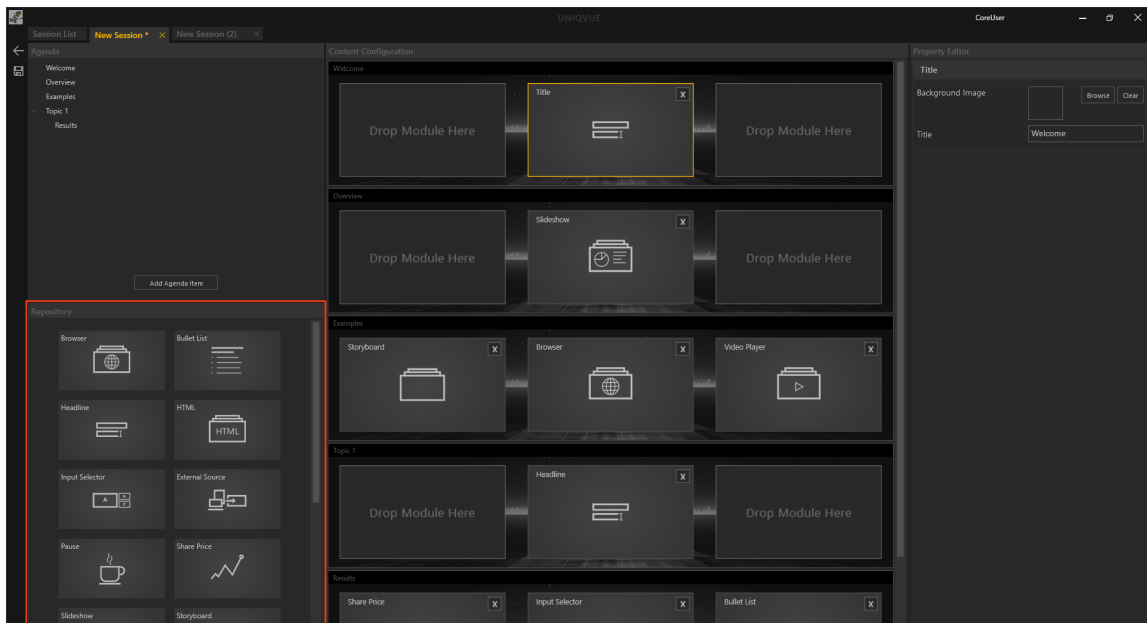 UNIQVUE
CoreUser
Session List
New Session *
New Session (2)
Agenda
Welcome
Overview
Examples
Topic 1
Results
Add Agenda Item
Repository
Browser
Bullet List
Headline
HTML
HTML
Input Selector
A
External Source
Pause
Share Price
Slideshow
Storyboard
Content Configuration
Welcome
Drop Module Here
Title
X
Drop Module Here
Overview
Drop Module Here
Slideshow
X
Drop Module Here
Examples
Storyboard
X
Browser
X
Video Player
X
Topic 1
Drop Module Here
Headline
X
Drop Module Here
Results
Share Price
X
Input Selector
X
Bullet List
X
Property Editor
Title
Background Image
Browse
Clear
Title
Welcome